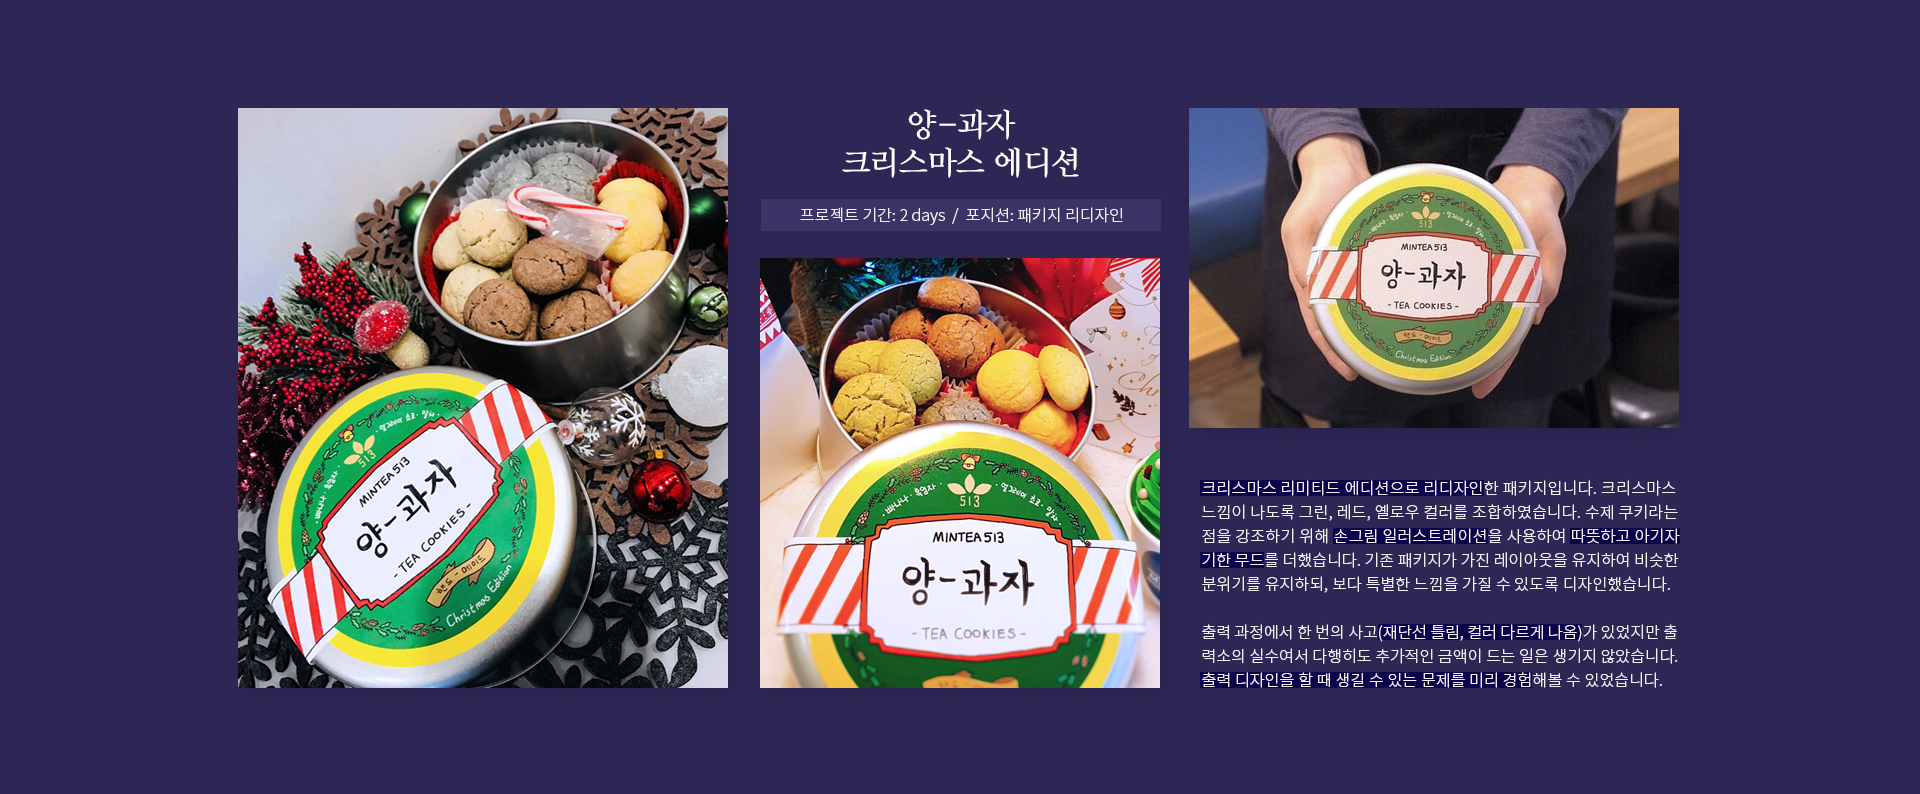 양-과자
크리스마스 에디션
프로젝트 기간: 2 days / 포지션: 패키지 리디자인
513
MINTEA 513
양-과자
- TEA COOKIES -
핸드-메이드
Christmas Edition
513
MINTEA 513
양-과자
- TEA COOKIES -
513
MINTEA 513
양-과자
- TEA COOKIES -
핸드-메이드
Christmas Edition
크리스마스 리미티드 에디션으로 리디자인한 패키지입니다. 크리스마스
느낌이 나도록 그린, 레드, 옐로우 컬러를 조합하였습니다. 수제 쿠키라는
점을 강조하기 위해 손그림 일러스트레이션을 사용하여 따뜻하고 아기자
기한 무드를 더했습니다. 기존 패키지가 가진 레이아웃을 유지하여 비슷한
분위기를 유지하되, 보다 특별한 느낌을 가질 수 있도록 디자인했습니다.
출력 과정에서 한 번의 사고(재단선 틀림, 컬러 다르게 나옴)가 있었지만 출
력소의 실수여서 다행히도 추가적인 금액이 드는 일은 생기지 않았습니다.
출력 디자인을 할 때 생길 수 있는 문제를 미리 경험해볼 수 있었습니다.